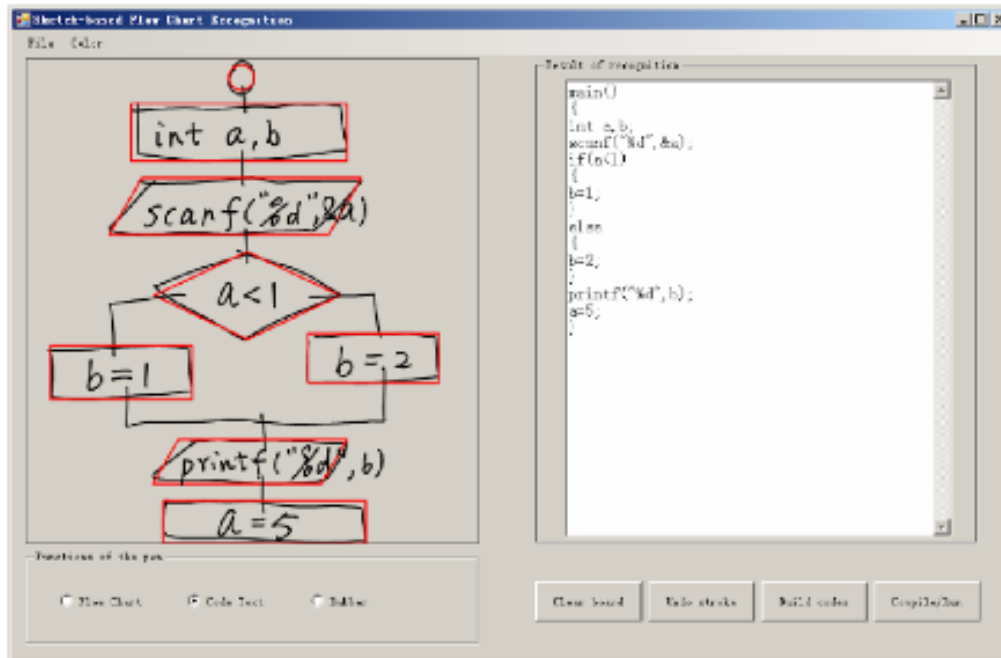 Sketch-based Flow Chart Recognition
File Color
int a,b
scanf("%d",&a)
a<1
b=1
b=2
printf("%d",b)
a=5
Result of recognition
main()
{
int a,b;
scanf("%d",&a);
if(a<1)
{
b=1;
}
else
{
b=2;
}
printf("%d",b);
a=5;
}
Functions of the pen
Flow Chart Code Text Rubber
Clear board Undo stroke Build codes Compile/Run